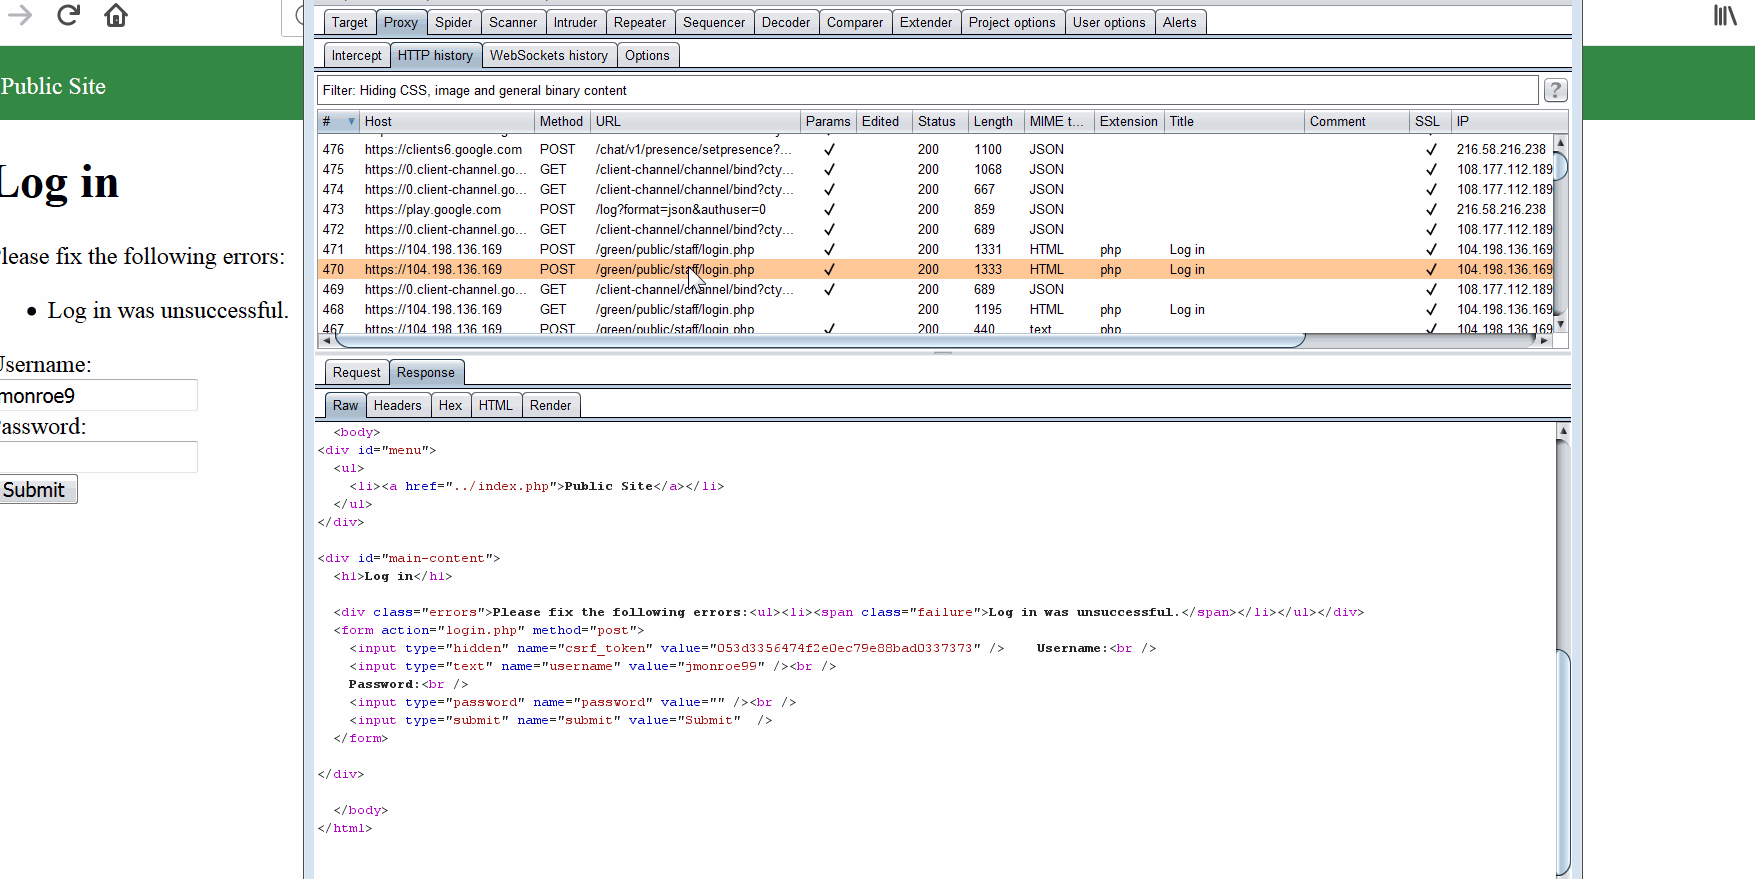 Target Proxy Spider Scanner Intruder Repeater Sequencer Decoder Comparer Extender Project options User options Alerts
Intercept HTTP history WebSockets history Options
Filter: Hiding CSS, image and general binary content ?
# Host Method URL Params Edited Status Length MIME t... Extension Title Comment SSL IP
476 https://clients6.google.com POST /chat/v1/presence/setpresence?... ✓ 200 1100 JSON ✓ 216.58.216.238
475 https://0.client-channel.go... GET /client-channel/channel/bind?cty... ✓ 200 1068 JSON ✓ 108.177.112.189
474 https://0.client-channel.go... GET /client-channel/channel/bind?cty... ✓ 200 667 JSON ✓ 108.177.112.189
473 https://play.google.com POST /log?format=json&authuser=0 ✓ 200 859 JSON ✓ 216.58.216.238
472 https://0.client-channel.go... GET /client-channel/channel/bind?cty... ✓ 200 689 JSON ✓ 108.177.112.189
471 https://104.198.136.169 POST /green/public/staff/login.php ✓ 200 1331 HTML php Log in ✓ 104.198.136.169
470 https://104.198.136.169 POST /green/public/staff/login.php ✓ 200 1333 HTML php Log in ✓ 104.198.136.169
469 https://0.client-channel.go... GET /client-channel/channel/bind?cty... ✓ 200 689 JSON ✓ 108.177.112.189
468 https://104.198.136.169 GET /green/public/staff/login.php 200 1195 HTML php Log in ✓ 104.198.136.169
467 https://104.198.136.169 POST /green/public/staff/login.php ✓ 200 440 text php ✓ 104.198.136.169
Request Response
Raw Headers Hex HTML Render
<body>
<div id="menu">
<ul>
<li><a href="../index.php">Public Site</a></li>
</ul>
</div>
<div id="main-content">
<h1>Log in</h1>
<div class="errors">Please fix the following errors:<ul><li><span class="failure">Log in was unsuccessful.</span></li></ul></div>
<form action="login.php" method="post">
<input type="hidden" name="csrf_token" value="053d3356474f2e0ec79e88bad0337373" /> Username:<br />
<input type="text" name="username" value="jmonroe99" /><br />
Password:<br />
<input type="password" name="password" value="" /><br />
<input type="submit" name="submit" value="Submit" />
</form>
</div>
</body>
</html>
Public Site
Log in
lease fix the following errors:
• Log in was unsuccessful.
Username:
monroe9
assword:
Submit